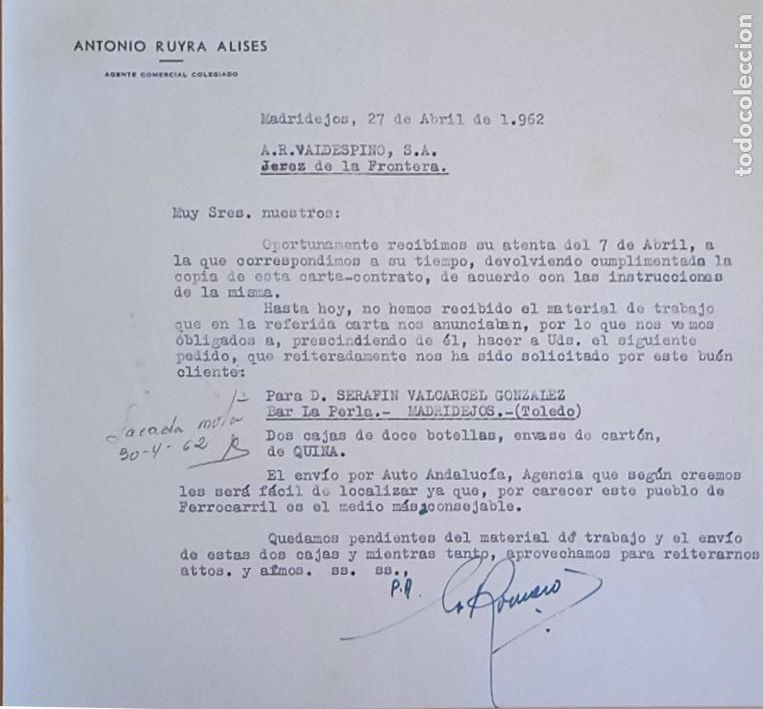 ANTONIO RUYRA ALISES
AGENTE COMERCIAL COLEGIADO
Madridejos, 27 de Abril de 1.962
A.R.VALDESPINO, S.A.
Jerez de la Frontera.
Muy Sres. nuestros:
Oportunamente recibimos su atenta del 7 de Abril, a
la que correspondimos a su tiempo, devolviendo cumplimentada la
copia de esta carta-contrato, de acuerdo con las instrucciones
de la misma.
Hasta hoy, no hemos recibido el material de trabajo
que en la referida carta nos anunciaban, por lo que nos vemos
óbligados a, prescindiendo de él, hacer a Uds. el siguiente
pedido, que reiteradamente nos ha sido solicitado por este buén
cliente:
Para D. SERAFIN VALCARCEL GONZALEZ
Bar La Perla.- MADRIDEJOS.-(Toledo)
Sacada nota
30-4-62
Dos cajas de doce botellas, envase de cartón,
de QUINA.
El envío por Auto Andalucía, Agencia que según creemos
les será fácil de localizar ya que, por carecer este pueblo de
Ferrocarril es el medio más aconsejable.
Quedamos pendientes del material de trabajo y el envío
de estas dos cajas y mientras tanto, aprovechamos para reiterarnos
attos. y afmos. ss. ss.,
P.A.
Romero
todocoleccion